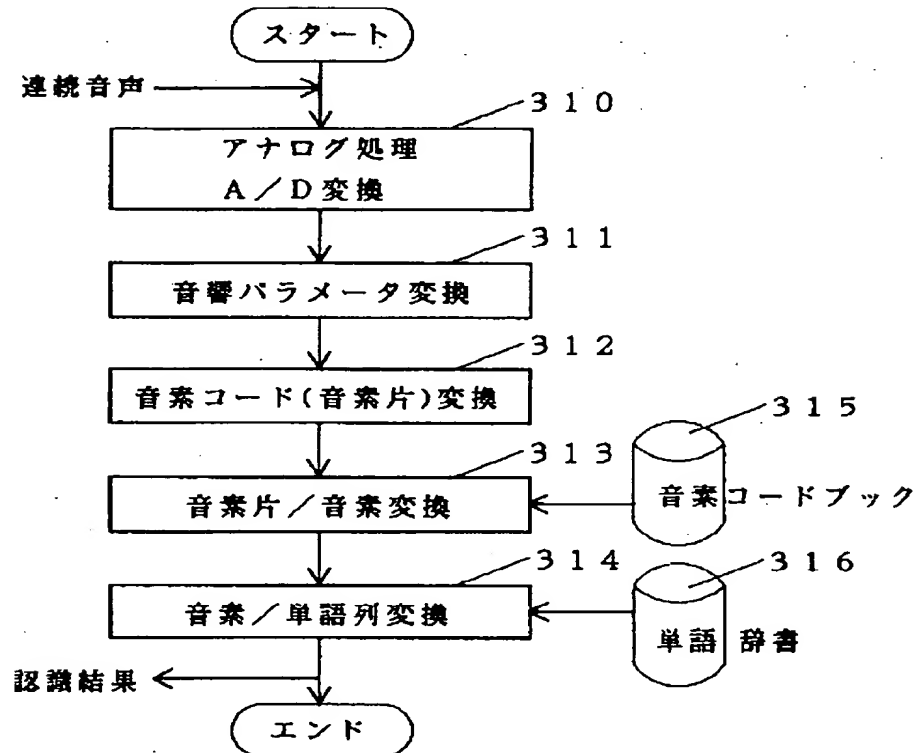 スタート
連続音声
310
アナログ処理
A/D変換
311
音響パラメータ変換
312
音素コード(音素片)変換
315
313
音素片/音素変換
音素コードブック
314
316
音素/単語列変換
単語辞書
認識結果
エンド